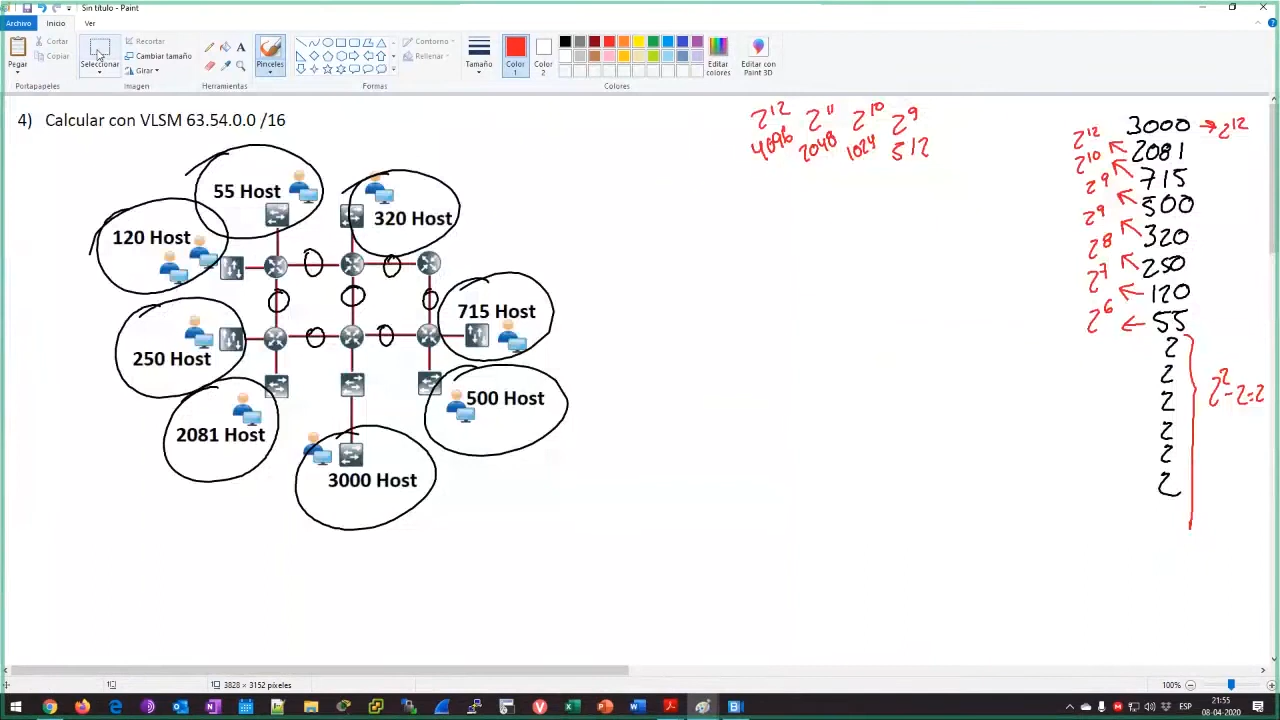 Sin título - Paint
Archivo Inicio Ver
Pegar
Cortar
Copiar
Portapapeles
Seleccionar
Recortar
Cambiar tamaño
Girar
Imagen
A
Herramientas
Pinceles
Contorno
Rellenar
Formas
Tamaño
Color 1
Color 2
Editar colores
Editar con Paint 3D
Colores
4) Calcular con VLSM 63.54.0.0 /16
2^12 2^11 2^10 2^9
4096 2048 1024 512
55 Host
320 Host
120 Host
715 Host
250 Host
500 Host
2081 Host
3000 Host
3000 → 2^12
2^12 ← 2081
2^10 ← 715
2^9 ← 500
2^9 ← 320
2^8 ← 250
2^7 ← 120
2^6 ← 55
2
2
2
2
2
2
2^2-2=2
3828 × 3152 píxeles
100%
ESP
21:55
08-04-2020